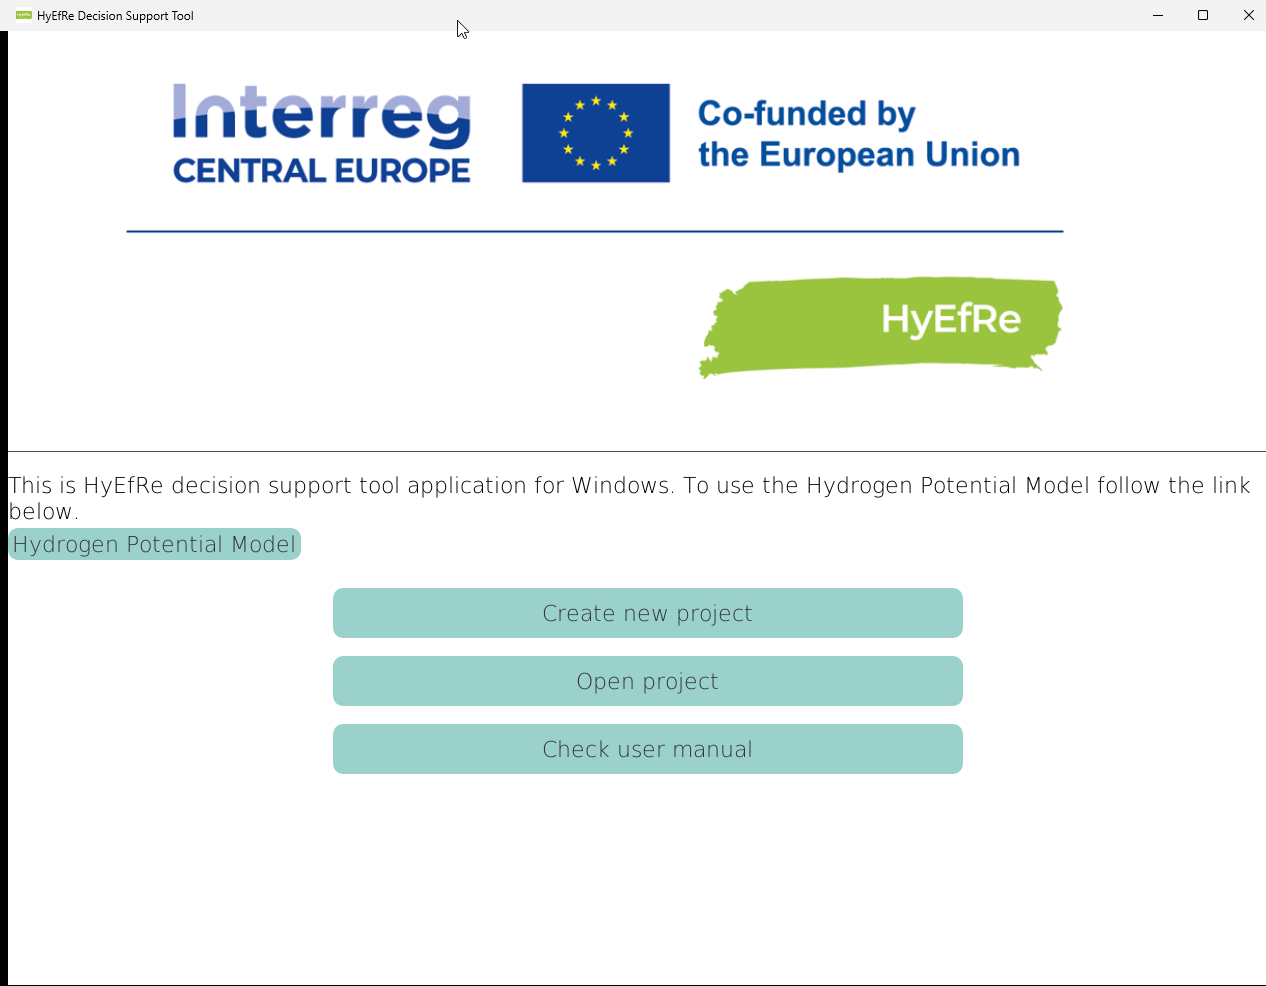 HyEfRe Decision Support Tool
Interreg
CENTRAL EUROPE
Co-funded by
the European Union
HyEfRe
This is HyEfRe decision support tool application for Windows. To use the Hydrogen Potential Model follow the link
below.
Hydrogen Potential Model
Create new project
Open project
Check user manual